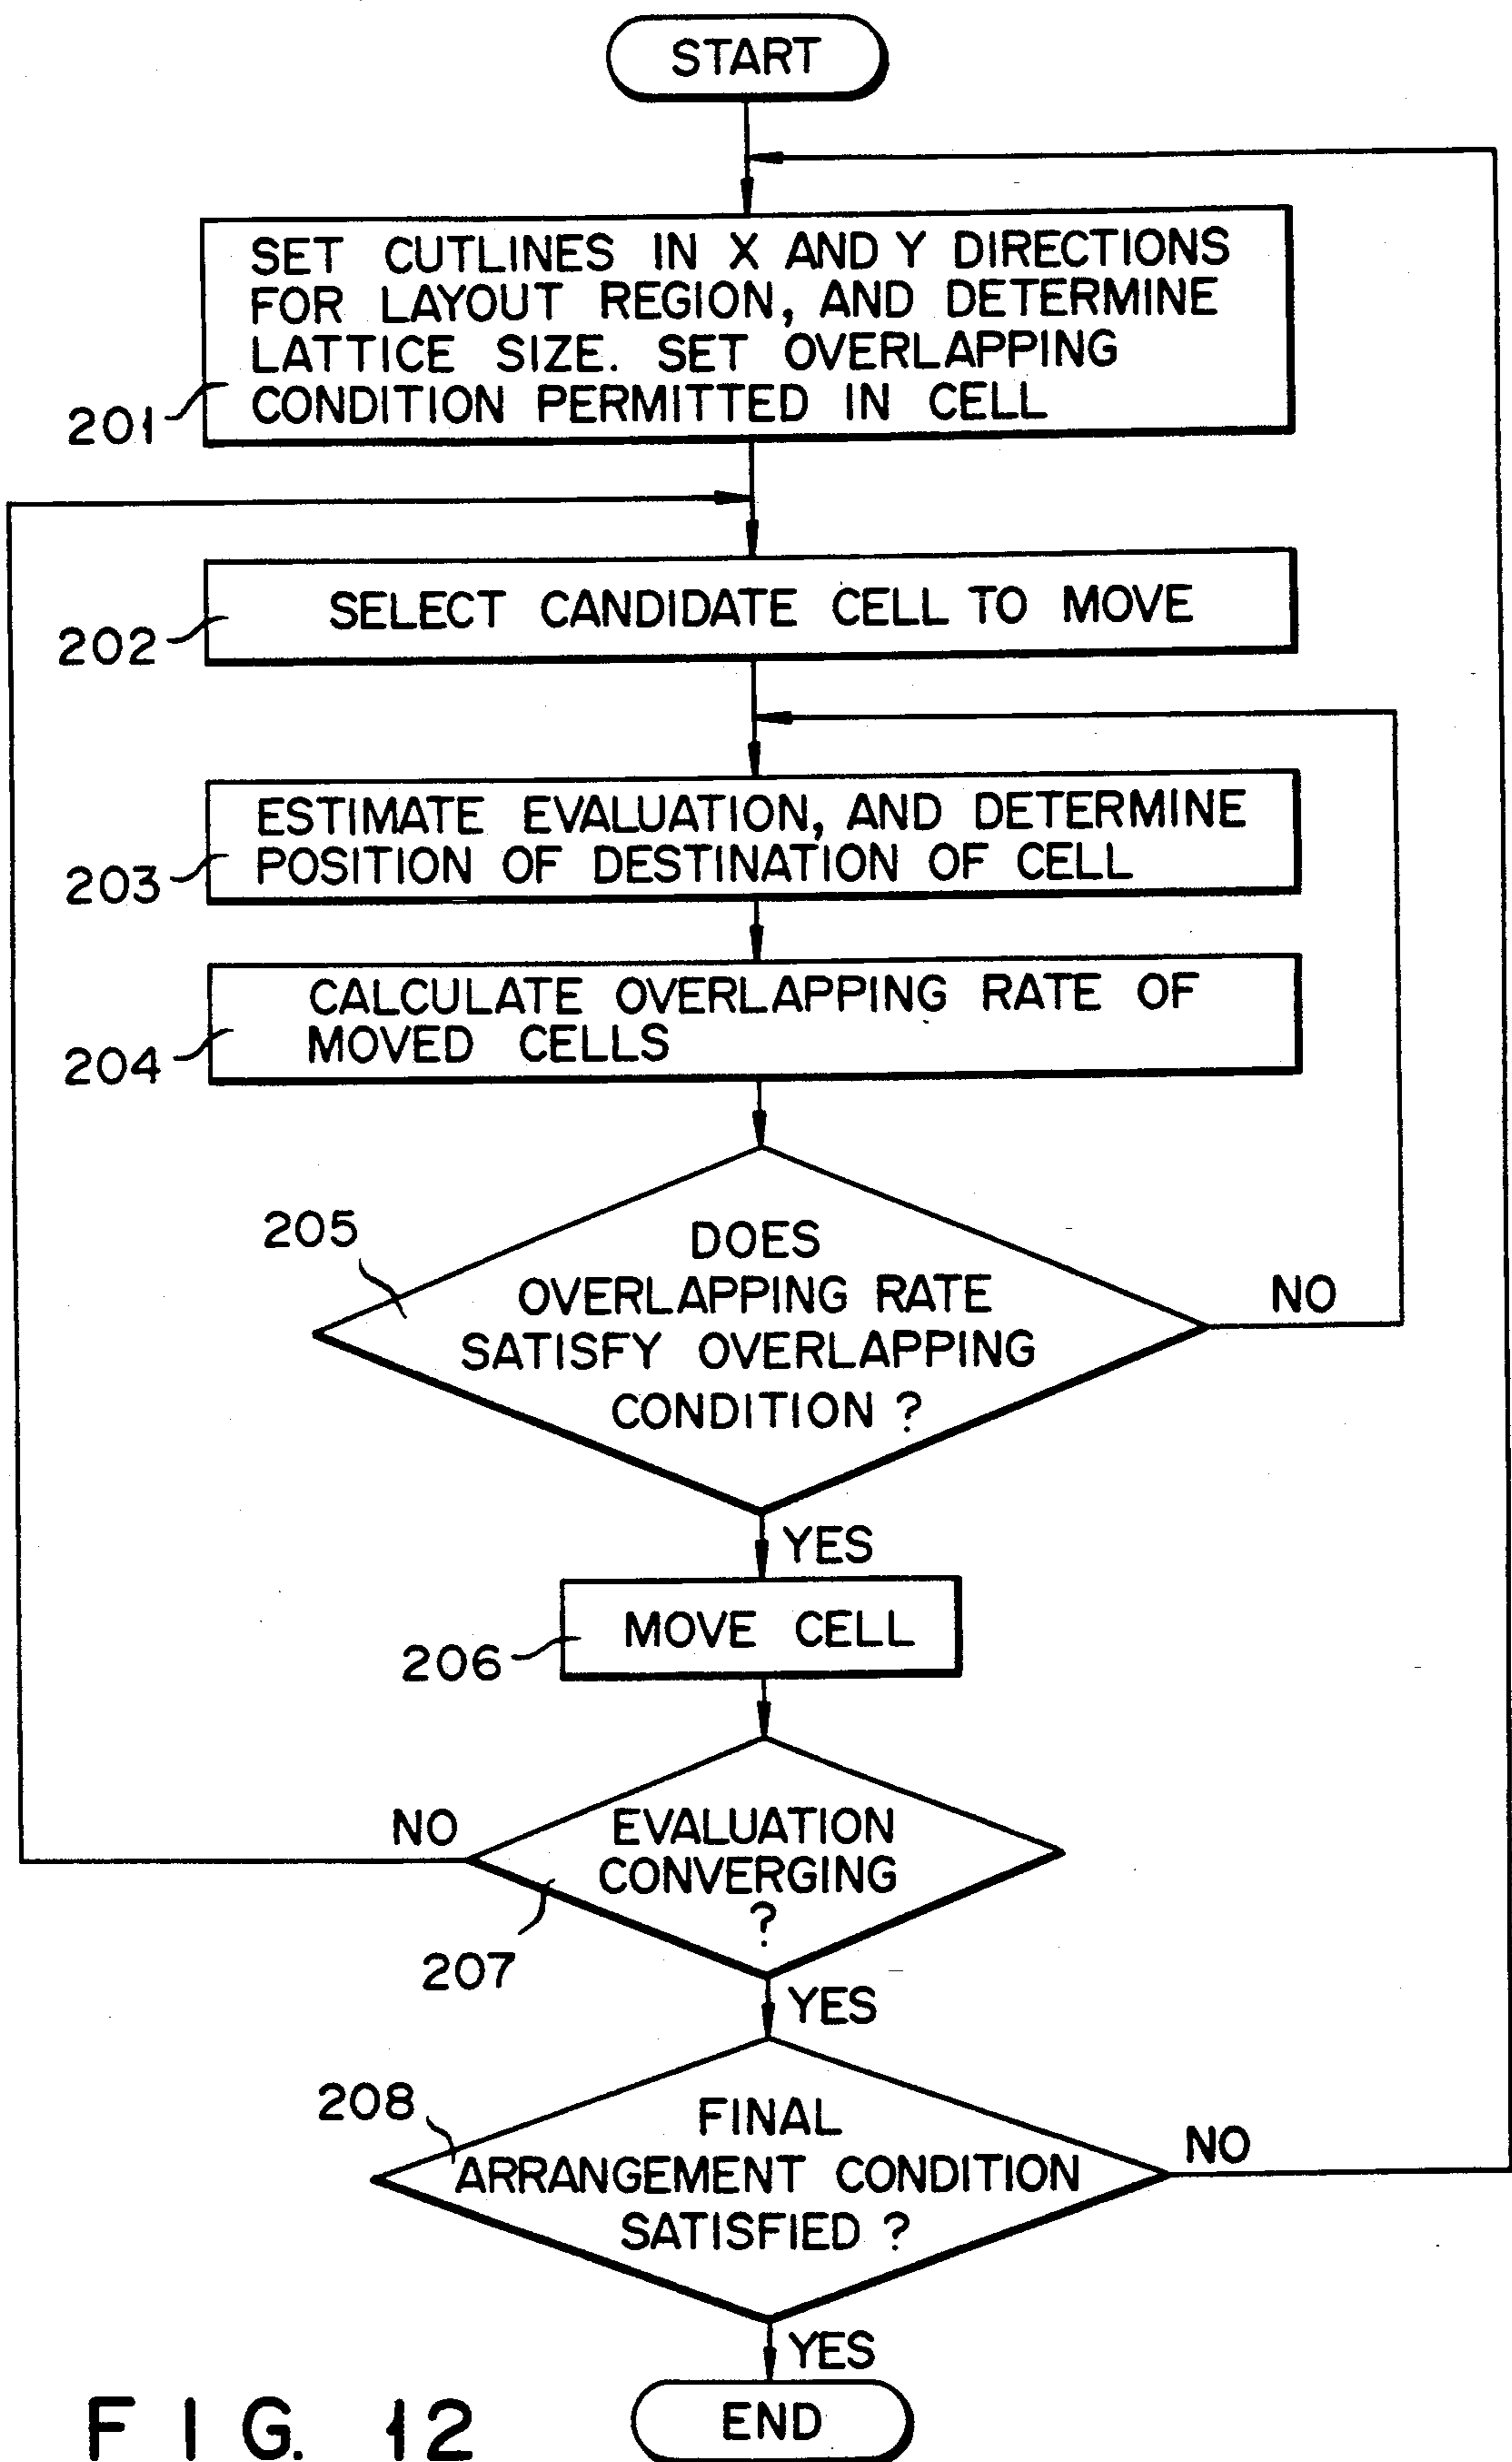 START
SET CUTLINES IN X AND Y DIRECTIONS
FOR LAYOUT REGION, AND DETERMINE
LATTICE SIZE. SET OVERLAPPING
CONDITION PERMITTED IN CELL
201
SELECT CANDIDATE CELL TO MOVE
202
ESTIMATE EVALUATION, AND DETERMINE
POSITION OF DESTINATION OF CELL
203
CALCULATE OVERLAPPING RATE OF
MOVED CELLS
204
205
DOES
OVERLAPPING RATE
SATISFY OVERLAPPING
CONDITION ?
NO
YES
MOVE CELL
206
NO
EVALUATION
CONVERGING
?
207
YES
208
FINAL
ARRANGEMENT CONDITION
SATISFIED ?
NO
YES
END
FIG. 12